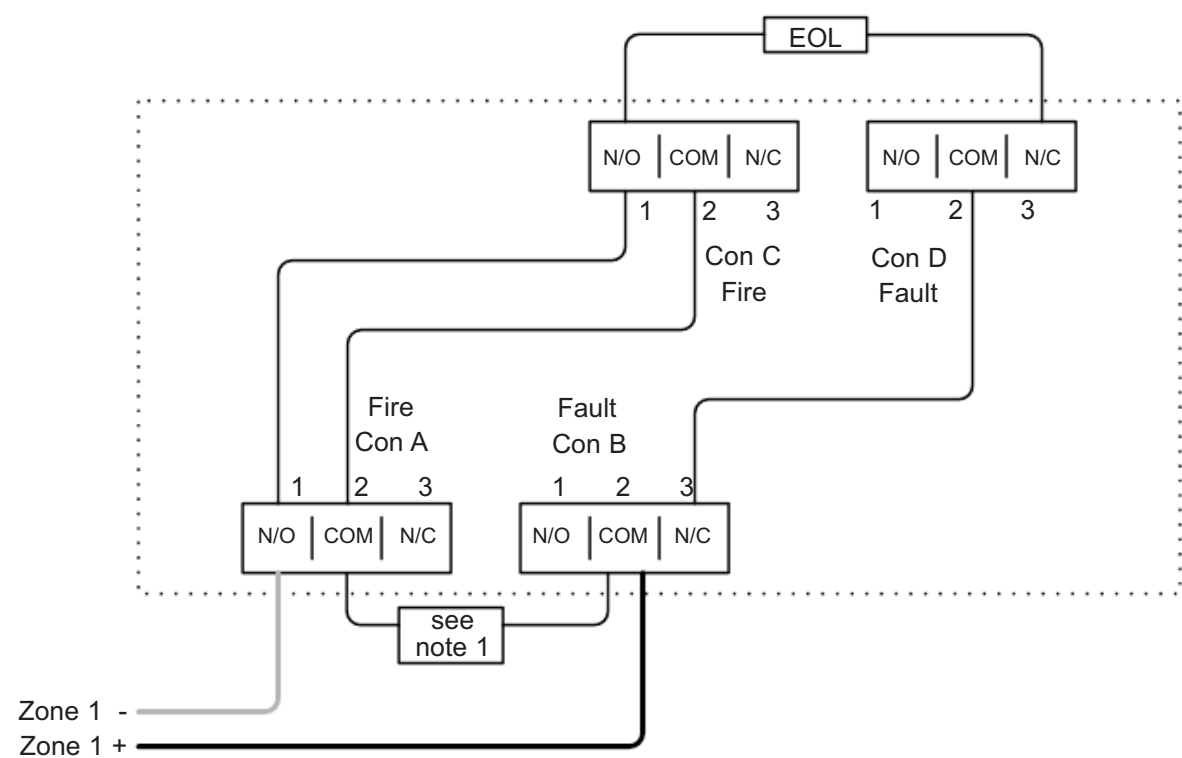 EOL
N/O COM N/C
N/O COM N/C
1 2 3
1 2 3
Con C
Fire
Con D
Fault
Fire
Con A
Fault
Con B
1 2 3
1 2 3
N/O COM N/C
N/O COM N/C
see
note 1
Zone 1 -
Zone 1 +